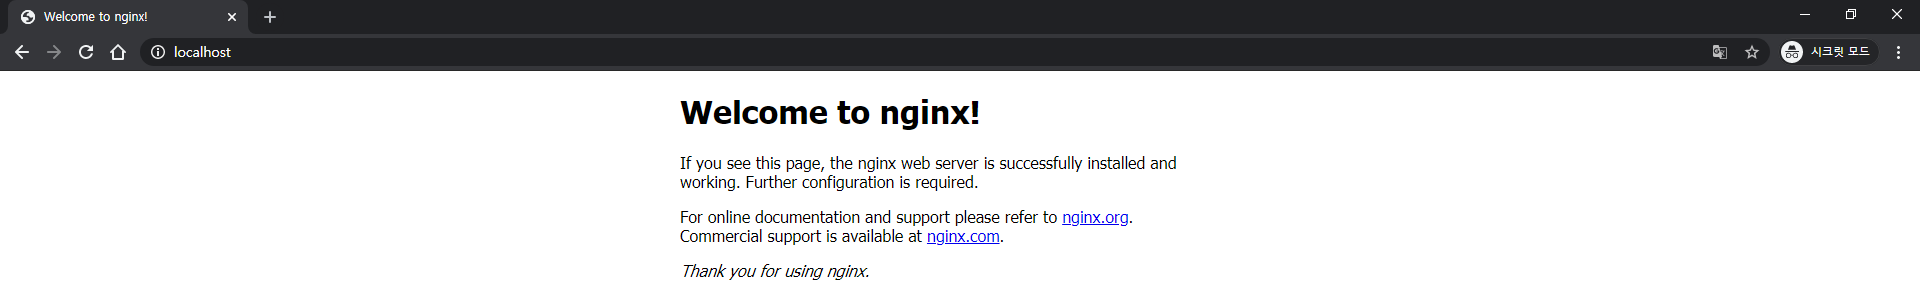 Welcome to nginx!
localhost
시크릿 모드
Welcome to nginx!
If you see this page, the nginx web server is successfully installed and
working. Further configuration is required.
For online documentation and support please refer to nginx.org.
Commercial support is available at nginx.com.
Thank you for using nginx.